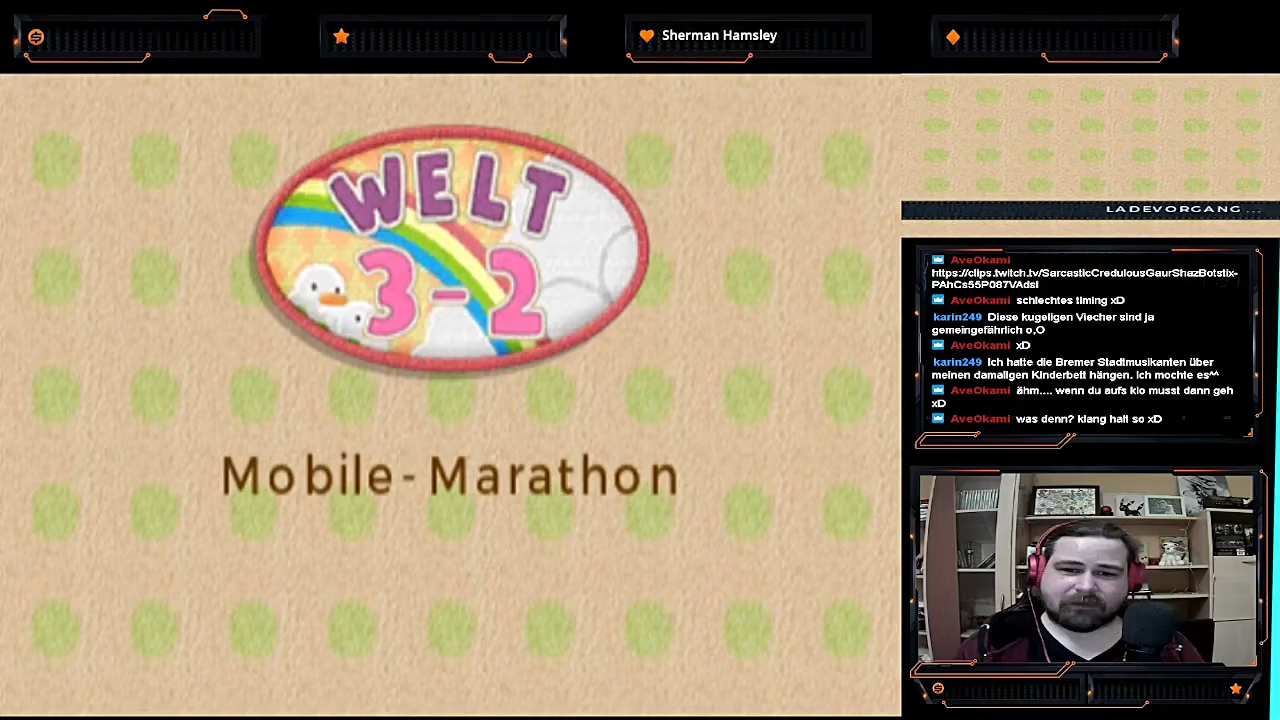 Sherman Hamsley
WELT
3-2
Mobile-Marathon
LADEVORGANG...
AveOkami
https://clips.twitch.tv/SarcasticCredulousGaurShazBotstix-
PAhCs55P087VAdsI
AveOkami schlechtes timing xD
karin249 Diese kugeligen Viecher sind ja
gemeingefährlich o,O
AveOkami xD
karin249 Ich hatte die Bremer Stadtmusikanten über
meinen damaligen Kinderbett hängen. Ich mochte es^^
AveOkami ähm.... wenn du aufs klo musst dann geh
xD
AveOkami was denn? klang halt so xD